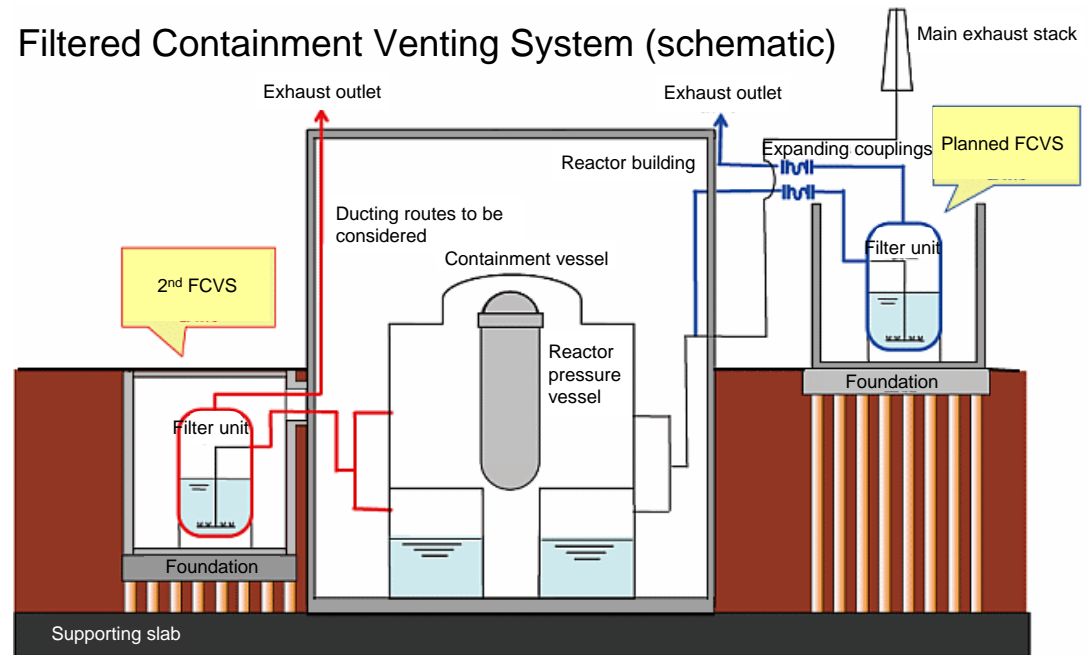 Filtered Containment Venting System (schematic)
Main exhaust stack
Exhaust outlet
Exhaust outlet
Expanding couplings
Planned FCVS
Reactor building
Ducting routes to be
considered
Containment vessel
Filter unit
2nd FCVS
Reactor
pressure
vessel
Foundation
Filter unit
Foundation
Supporting slab